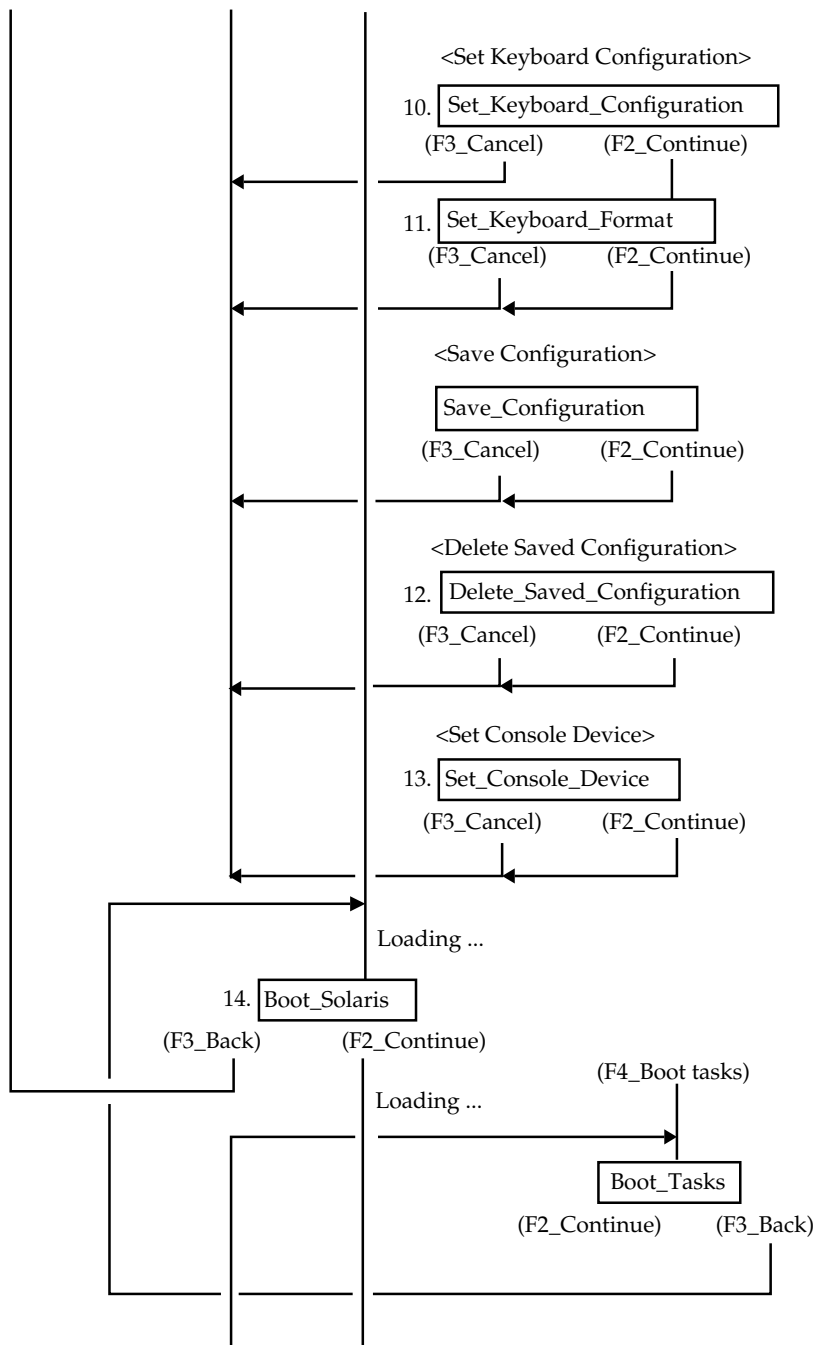 <Set Keyboard Configuration>
10. Set_Keyboard_Configuration
(F3_Cancel) (F2_Continue)
11. Set_Keyboard_Format
(F3_Cancel) (F2_Continue)
<Save Configuration>
Save_Configuration
(F3_Cancel) (F2_Continue)
<Delete Saved Configuration>
12. Delete_Saved_Configuration
(F3_Cancel) (F2_Continue)
<Set Console Device>
13. Set_Console_Device
(F3_Cancel) (F2_Continue)
Loading ...
14. Boot_Solaris
(F3_Back) (F2_Continue)
(F4_Boot tasks)
Loading ...
Boot_Tasks
(F2_Continue) (F3_Back)